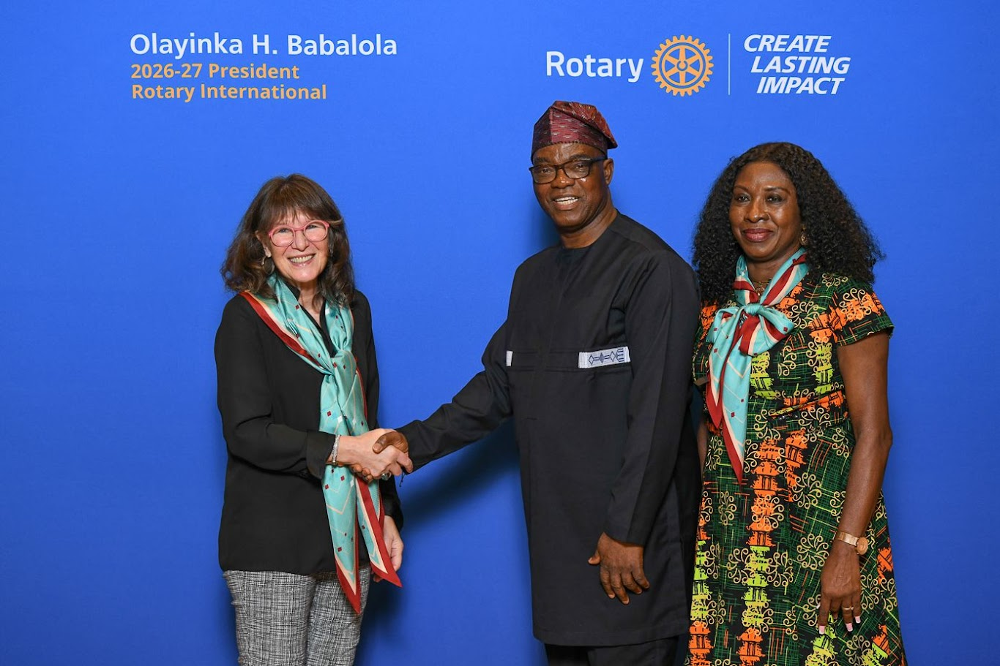 Olayinka H. Babalola
2026-27 President
Rotary International
Rotary
CREATE
LASTING
IMPACT